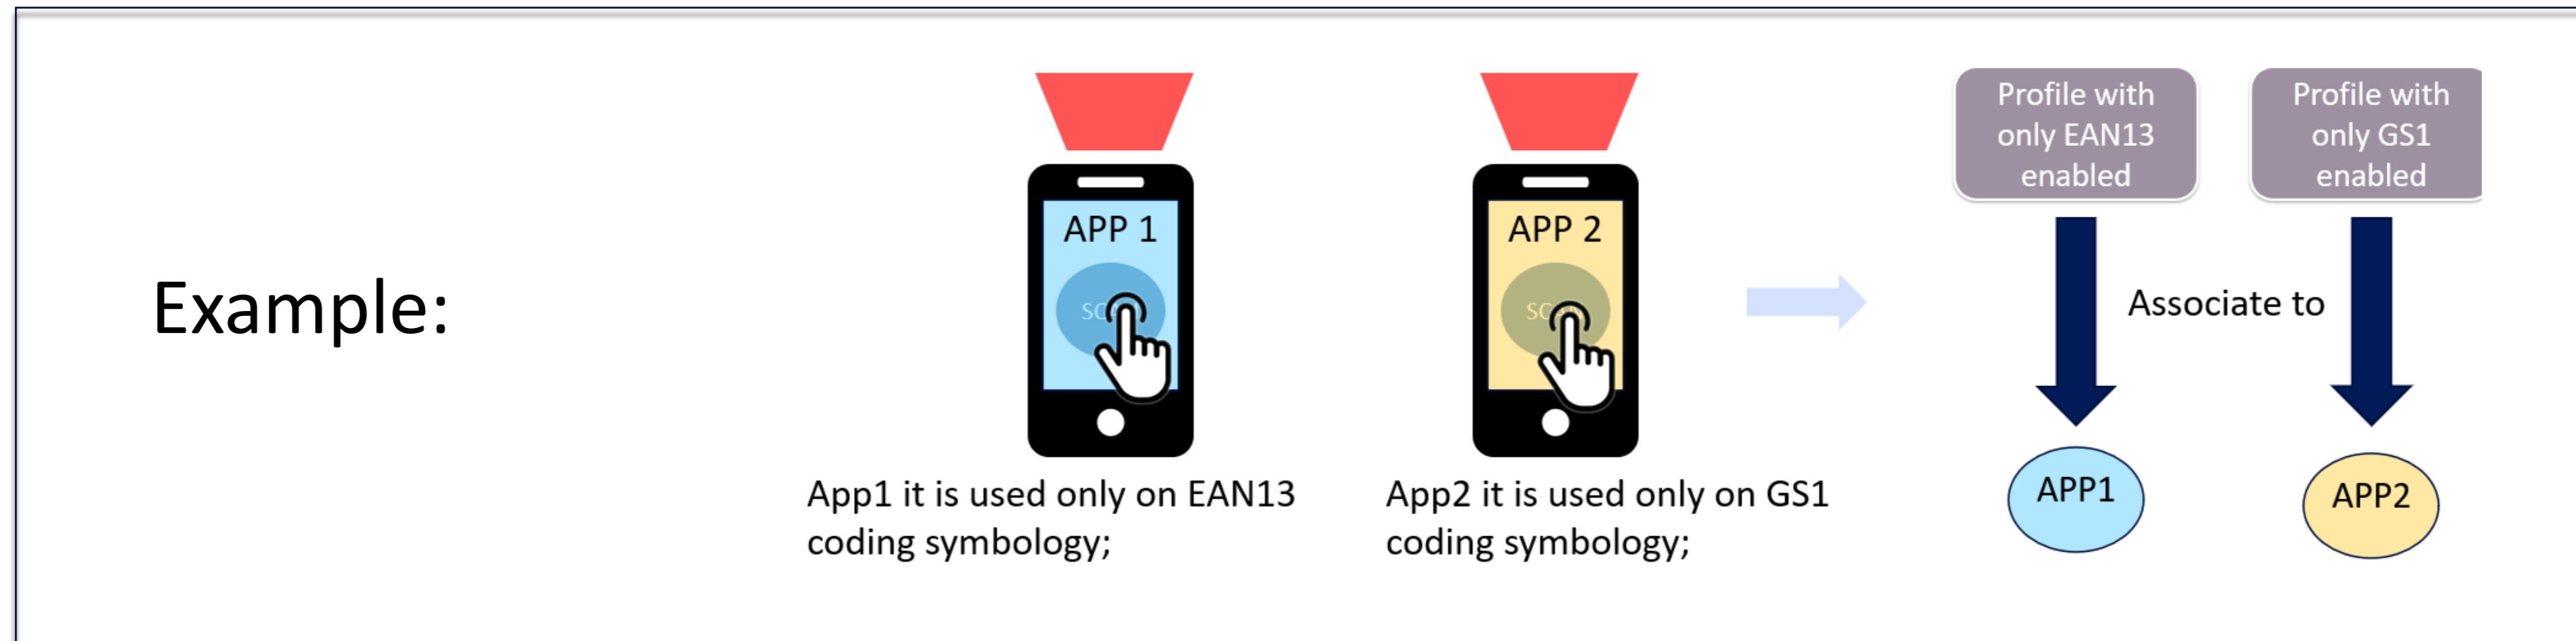 Example:
APP 1
App1 it is used only on EAN13
coding symbology;
APP 2
App2 it is used only on GS1
coding symbology;
Profile with
only EAN13
enabled
Profile with
only GS1
enabled
Associate to
APP1
APP2